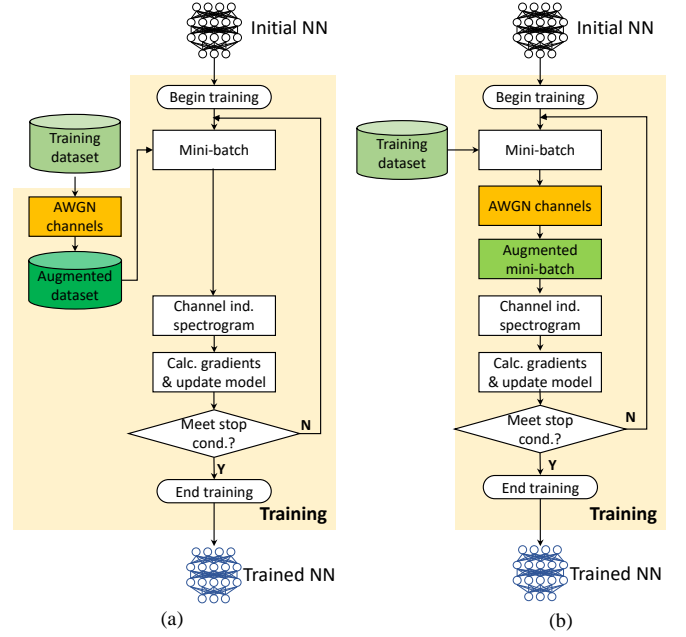 Initial NN
Begin training
Training
dataset
Mini-batch
AWGN
channels
Augmented
dataset
Channel ind.
spectrogram
Calc. gradients
& update model
Meet stop
cond.?
N
Y
End training
Training
Trained NN
(a)
Initial NN
Begin training
Training
dataset
Mini-batch
AWGN channels
Augmented
mini-batch
Channel ind.
spectrogram
Calc. gradients
& update model
Meet stop
cond.?
N
Y
End training
Training
Trained NN
(b)